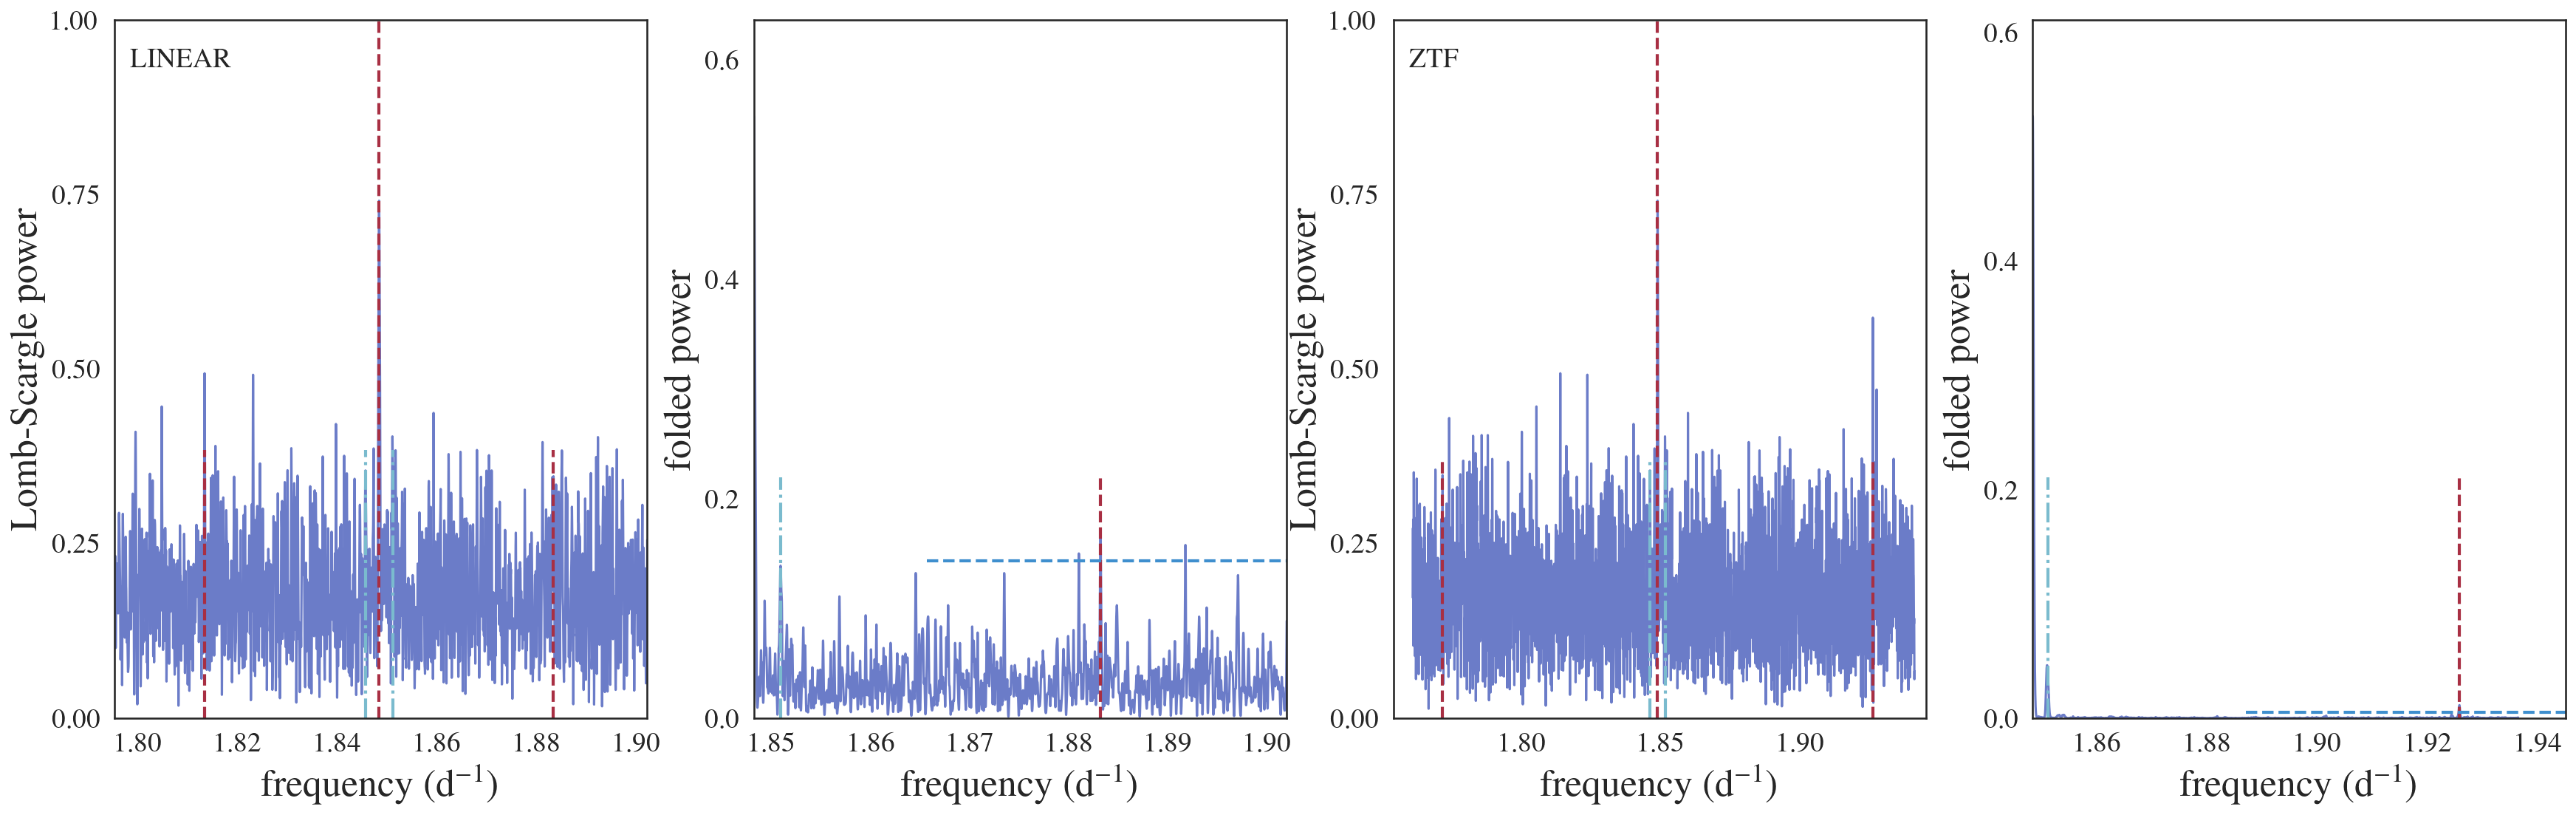 LINEAR
Lomb-Scargle power
1.00
0.75
0.50
0.25
0.00
1.80 1.82 1.84 1.86 1.88 1.90
frequency (d⁻¹)
folded power
0.6
0.4
0.2
0.0
1.85 1.86 1.87 1.88 1.89 1.90
frequency (d⁻¹)
ZTF
Lomb-Scargle power
1.00
0.75
0.50
0.25
0.00
1.80 1.85 1.90
frequency (d⁻¹)
folded power
0.6
0.4
0.2
0.0
1.86 1.88 1.90 1.92 1.94
frequency (d⁻¹)